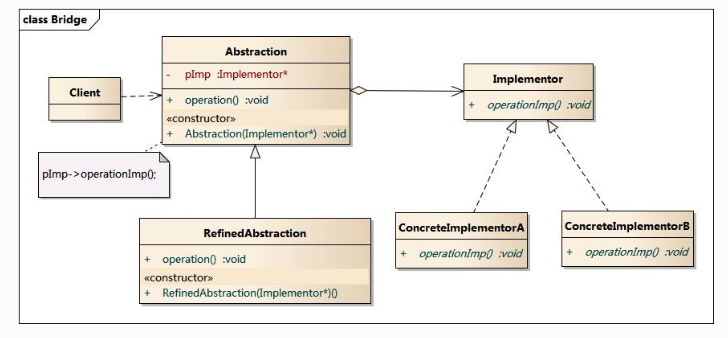 class Bridge
Abstraction
- pImp :Implementor*
+ operation() :void
«constructor»
+ Abstraction(Implementor*) :void
Client
Implementor
+ operationImp() :void
pImp->operationImp();
RefinedAbstraction
+ operation() :void
«constructor»
+ RefinedAbstraction(Implementor*)()
ConcreteImplementorA
+ operationImp() :void
ConcreteImplementorB
+ operationImp() :void